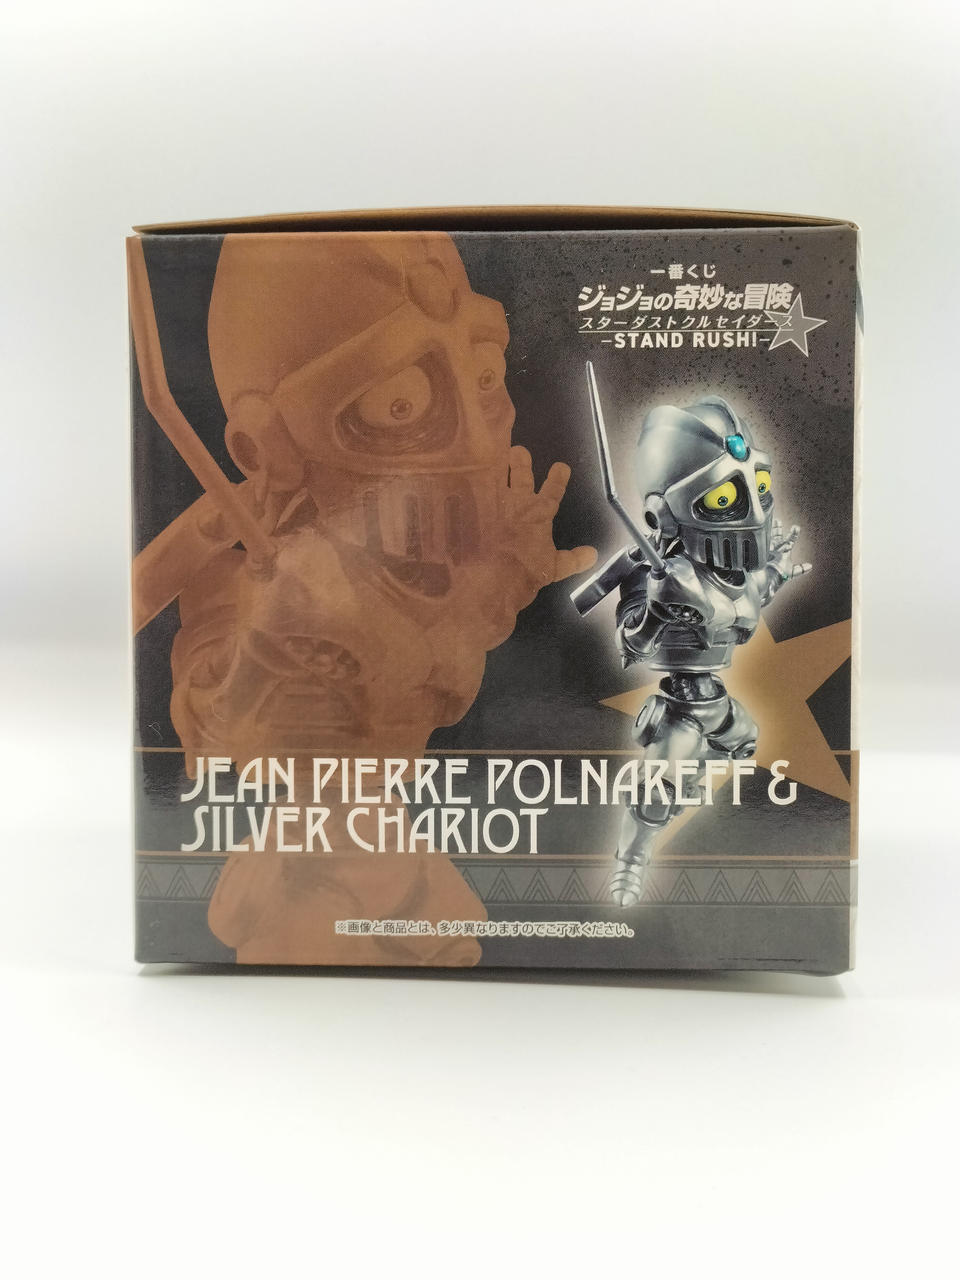 一番くじ
ジョジョの奇妙な冒険
スターダストクルセイダース
-STAND RUSH!-
JEAN PIERRE POLNAREFF &
SILVER CHARIOT
※画像と商品とは、多少異なりますのでご了承ください。